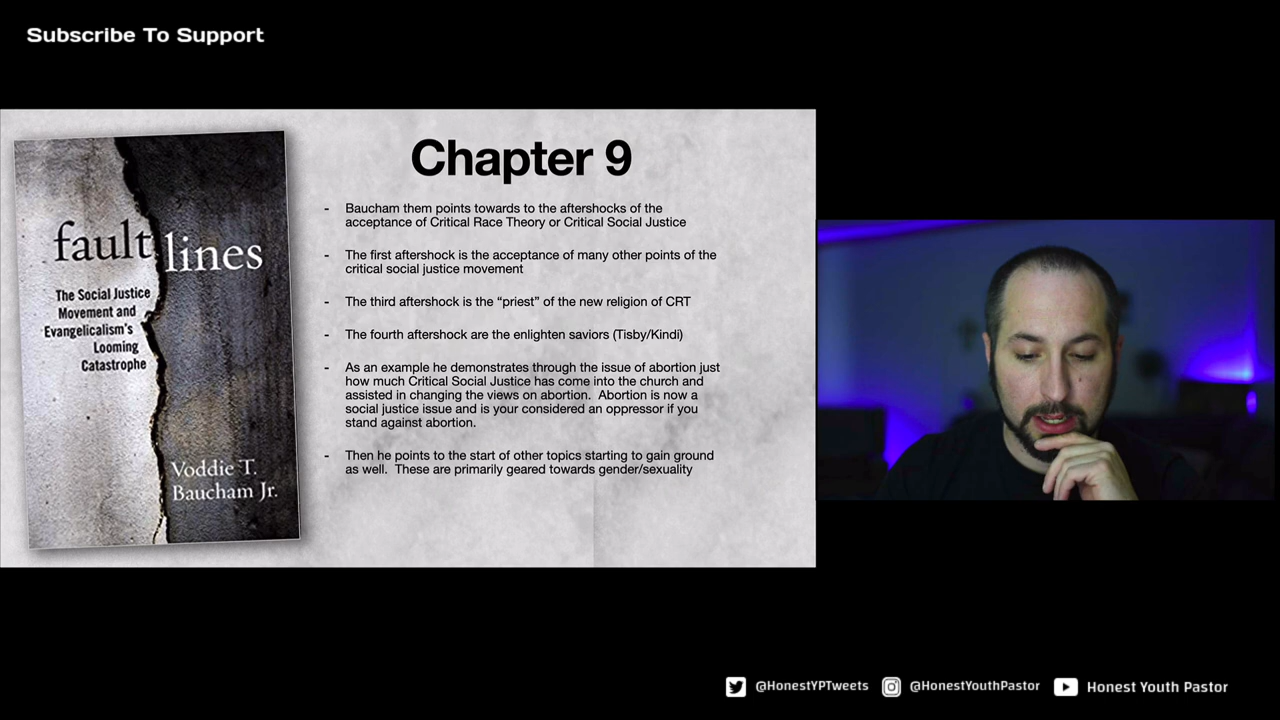 Subscribe To Support
fault lines
The Social Justice
Movement and
Evangelicalism's
Looming
Catastrophe
Voddie T.
Baucham Jr.
Chapter 9
- Baucham them points towards to the aftershocks of the
acceptance of Critical Race Theory or Critical Social Justice
- The first aftershock is the acceptance of many other points of the
critical social justice movement
- The third aftershock is the “priest” of the new religion of CRT
- The fourth aftershock are the enlighten saviors (Tisby/Kindi)
- As an example he demonstrates through the issue of abortion just
how much Critical Social Justice has come into the church and
assisted in changing the views on abortion. Abortion is now a
social justice issue and is your considered an oppressor if you
stand against abortion.
- Then he points to the start of other topics starting to gain ground
as well. These are primarily geared towards gender/sexuality
@HonestYPTweets @HonestYouthPastor Honest Youth Pastor